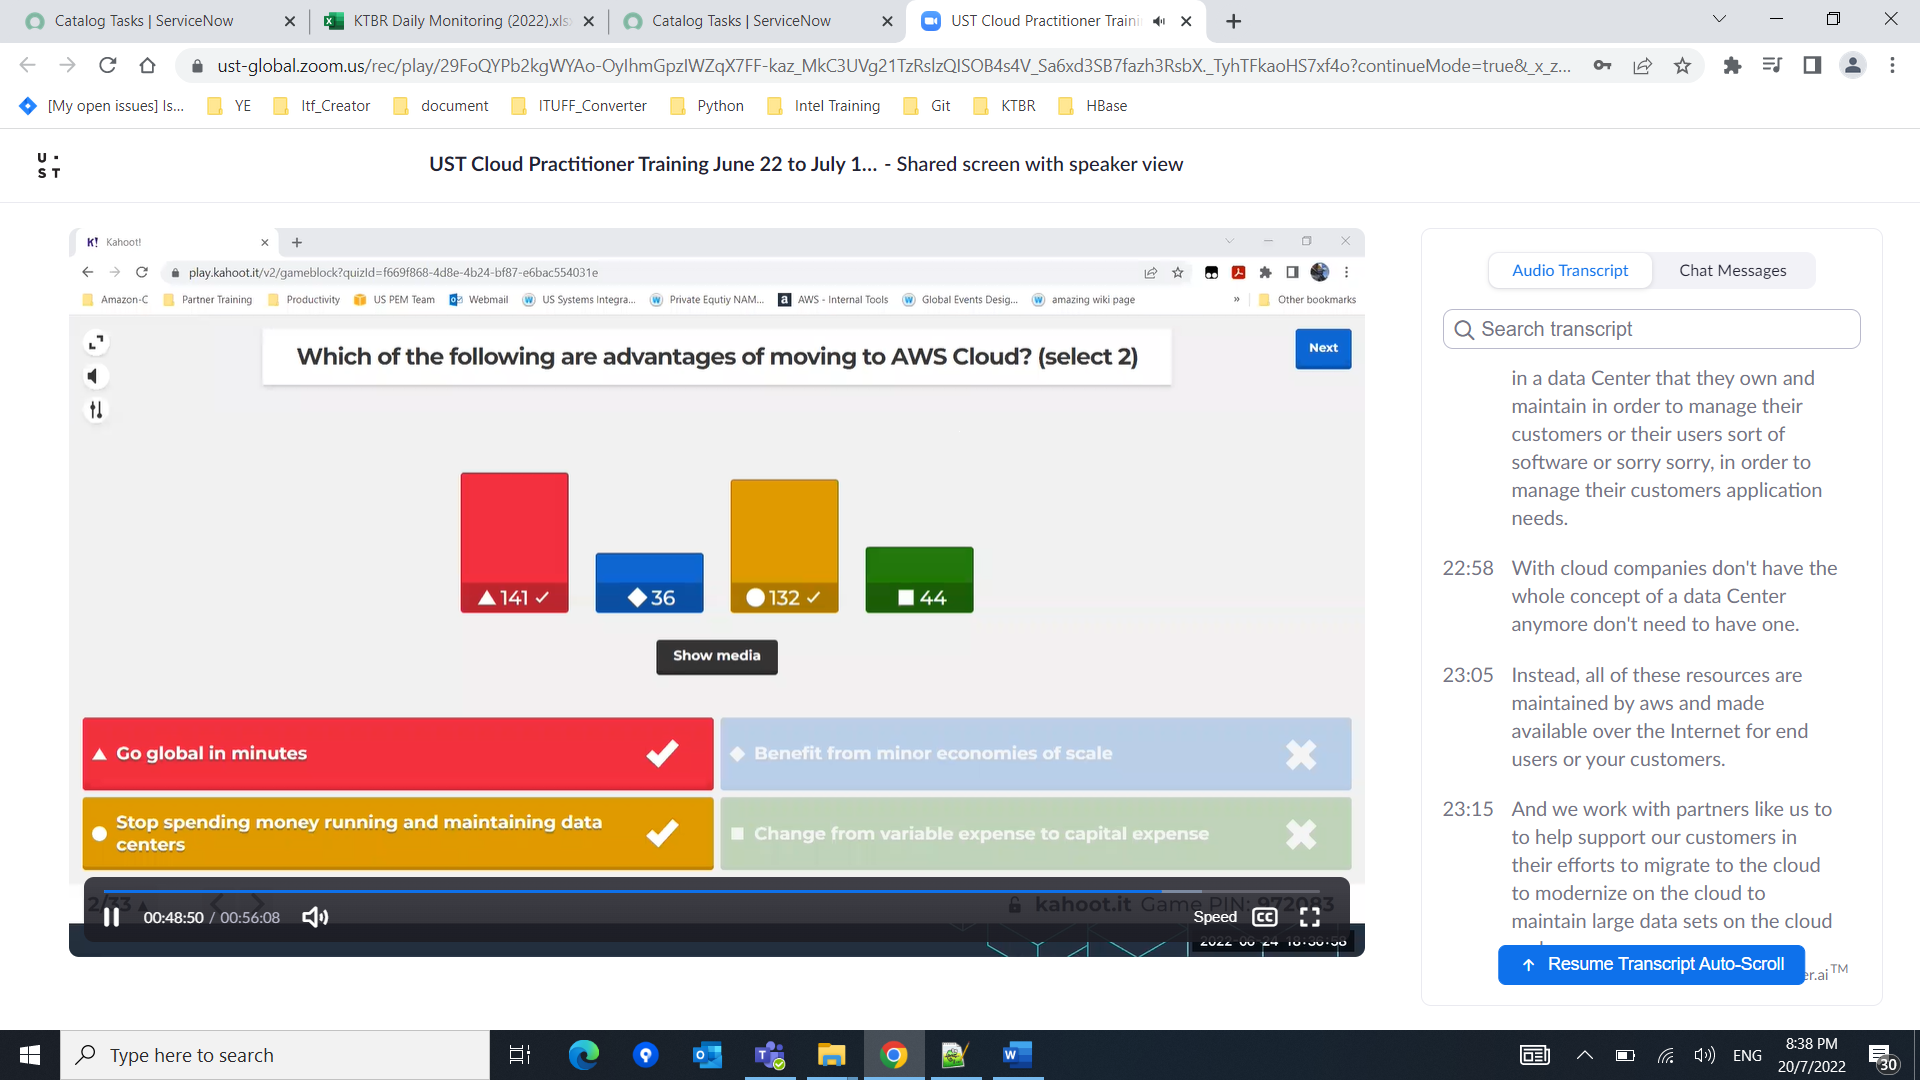 Catalog Tasks | ServiceNow
KTBR Daily Monitoring (2022).xls
Catalog Tasks | ServiceNow
UST Cloud Practitioner Traini
ust-global.zoom.us/rec/play/29FoQYPb2kgWYAo-OyIhmGpzIWZqX7FF-kaz_MkC3UVg21TzRslzQISOB4s4V_Sa6xd3SB7fazh3RsbX._TyhTFkaoHS7xf4o?continueMode=true&_x_z...
[My open issues] Is...
YE
Itf_Creator
document
ITUFF_Converter
Python
Intel Training
Git
KTBR
HBase
U ·
S T
UST Cloud Practitioner Training June 22 to July 1... - Shared screen with speaker view
K! Kahoot!
play.kahoot.it/v2/gameblock?quizId=f669f868-4d8e-4b24-bf87-e6bac554031e
Amazon-C
Partner Training
Productivity
US PEM Team
Webmail
US Systems Integra...
Private Equtiy NAM...
AWS - Internal Tools
Global Events Desig...
amazing wiki page
»
Other bookmarks
Which of the following are advantages of moving to AWS Cloud? (select 2)
Next
141
36
132
44
Show media
Go global in minutes
Benefit from minor economies of scale
Stop spending money running and maintaining data
centers
Change from variable expense to capital expense
2/33
kahoot.it Game PIN: 972083
00:48:50 / 00:56:08
Speed
CC
2022-06-24 18:36:58
Audio Transcript
Chat Messages
Search transcript
in a data Center that they own and
maintain in order to manage their
customers or their users sort of
software or sorry sorry, in order to
manage their customers application
needs.
22:58 With cloud companies don't have the
whole concept of a data Center
anymore don't need to have one.
23:05 Instead, all of these resources are
maintained by aws and made
available over the Internet for end
users or your customers.
23:15 And we work with partners like us to
to help support our customers in
their efforts to migrate to the cloud
to modernize on the cloud to
maintain large data sets on the cloud
Resume Transcript Auto-Scroll
er.ai™
Type here to search
ENG
8:38 PM
20/7/2022
30